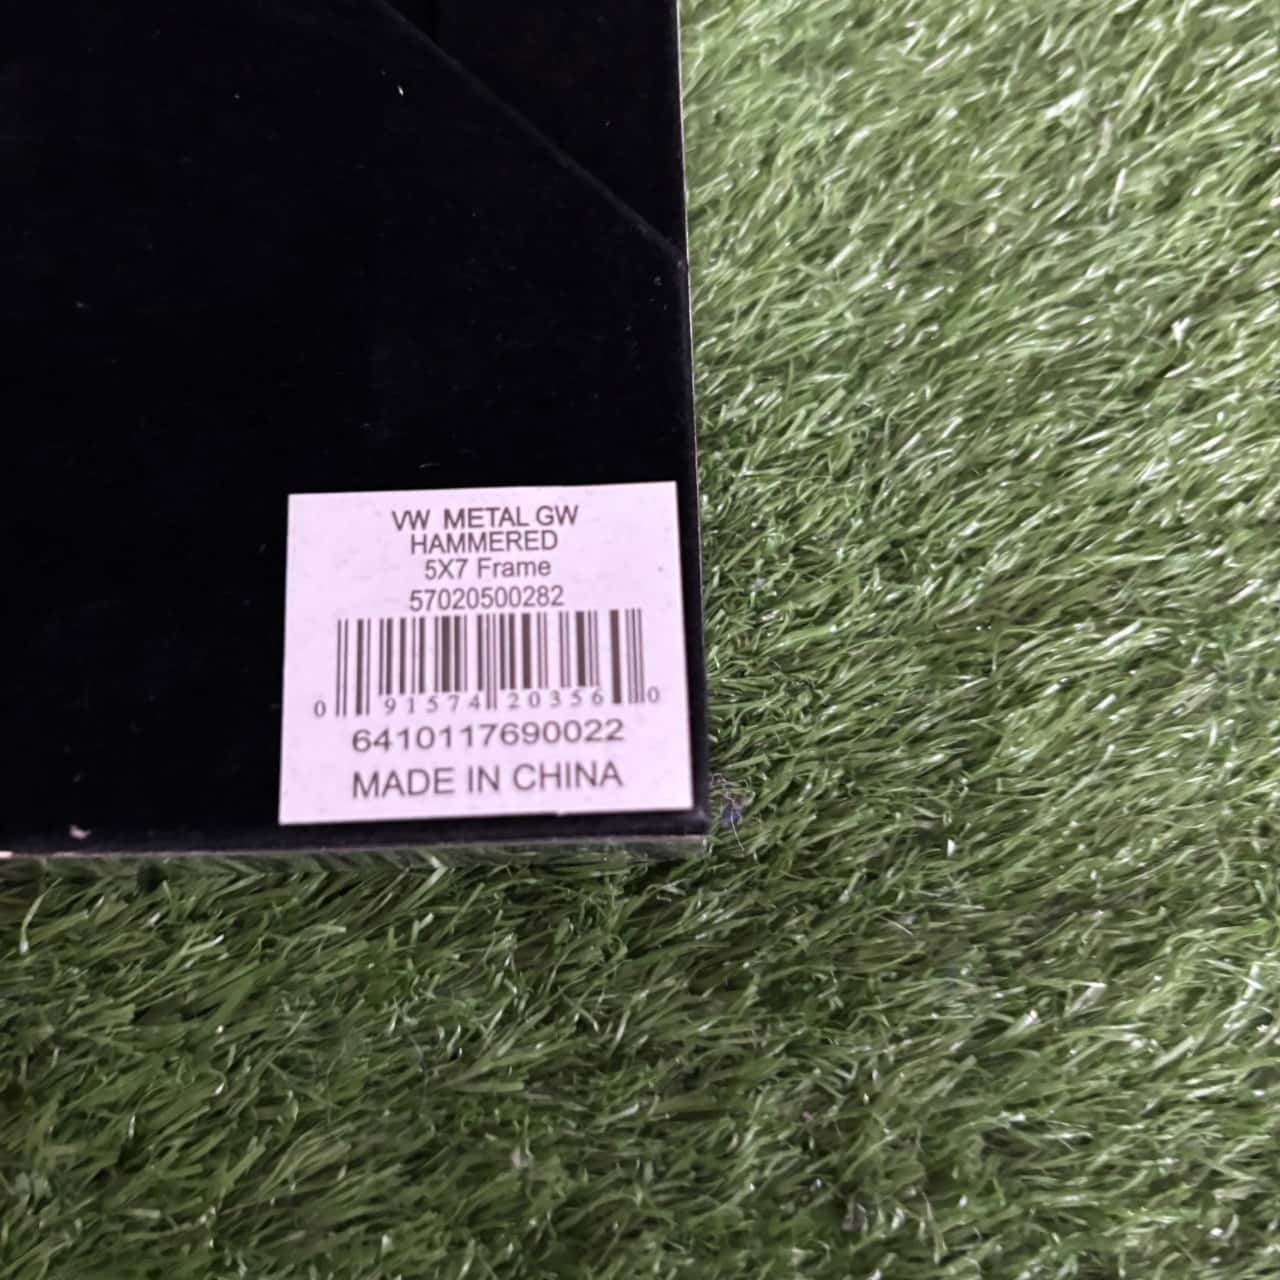 VW METAL GW
HAMMERED
5X7 Frame
57020500282
0 91574 20356 0
6410117690022
MADE IN CHINA